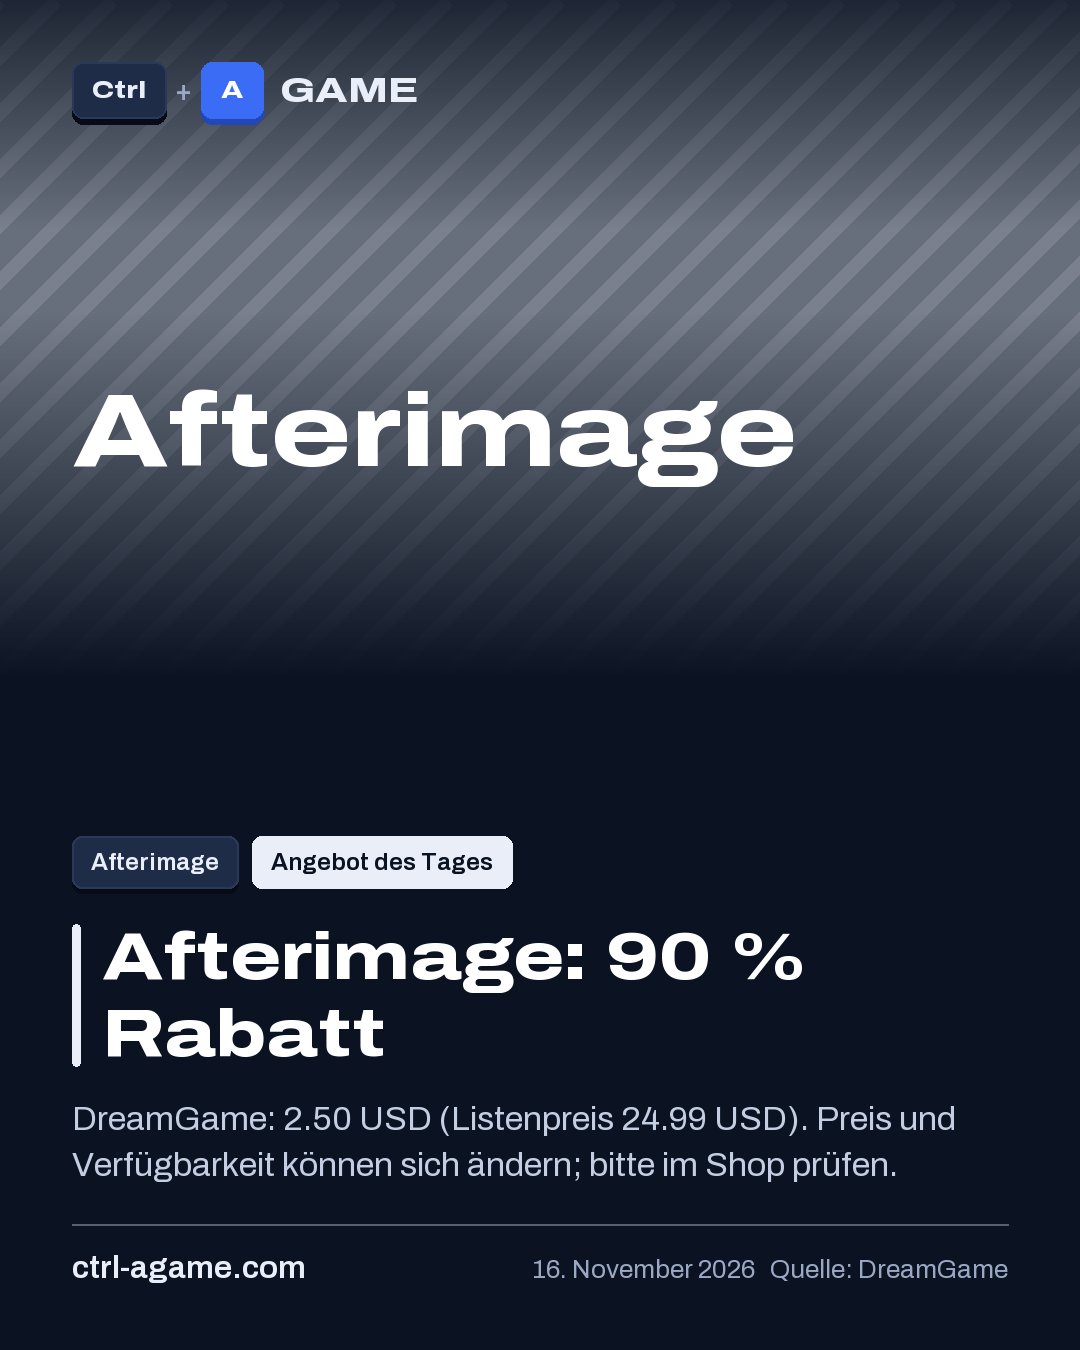 Ctrl + A GAME
Afterimage
Afterimage Angebot des Tages
Afterimage: 90 %
Rabatt
DreamGame: 2.50 USD (Listenpreis 24.99 USD). Preis und
Verfügbarkeit können sich ändern; bitte im Shop prüfen.
ctrl-agame.com 16. November 2026 Quelle: DreamGame